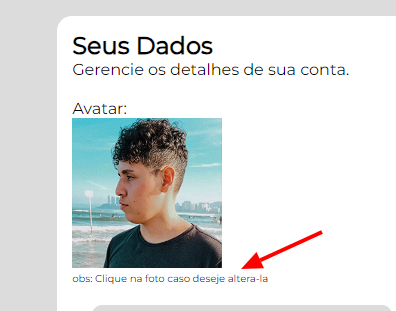 Seus Dados
Gerencie os detalhes de sua conta.
Avatar:
obs: Clique na foto caso deseje altera-la